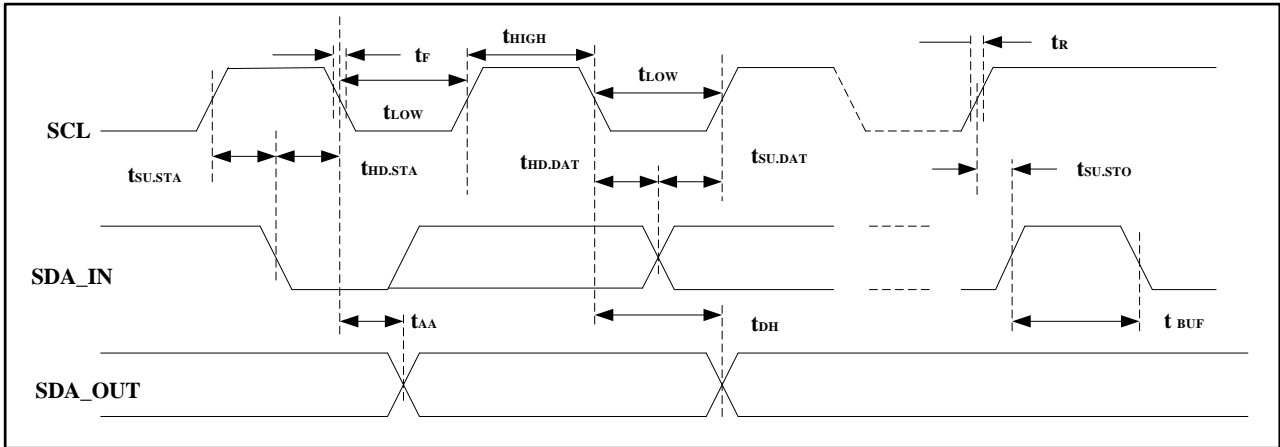 tHIGH
tF
tR
tLOW
tLOW
SCL
tSU.STA
tHD.STA
tHD.DAT
tSU.DAT
tSU.STO
SDA_IN
tAA
tDH
t BUF
SDA_OUT